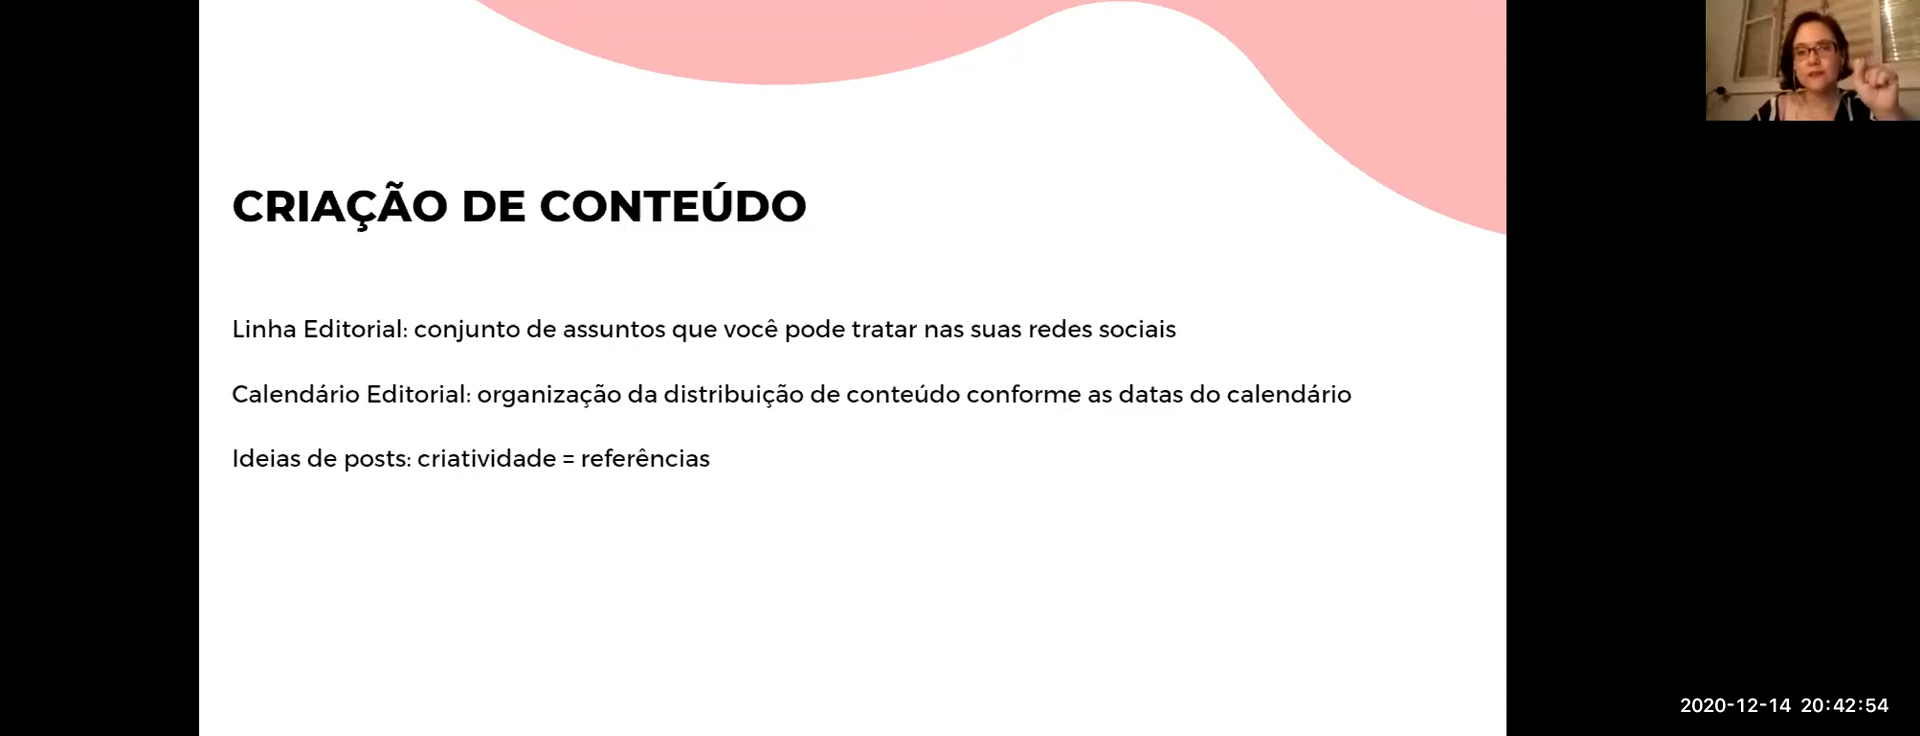 CRIAÇÃO DE CONTEÚDO
Linha Editorial: conjunto de assuntos que você pode tratar nas suas redes sociais
Calendário Editorial: organização da distribuição de conteúdo conforme as datas do calendário
Ideias de posts: criatividade = referências
2020-12-14 20:42:54